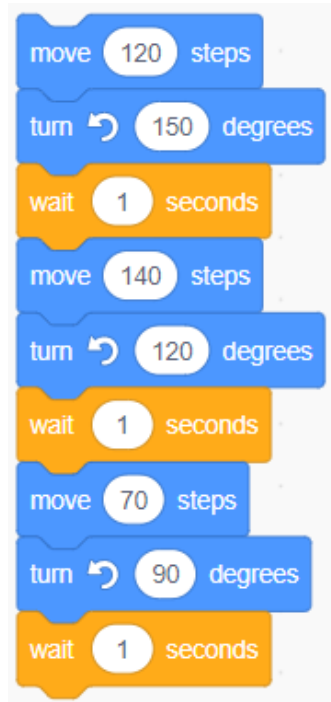 move 120 steps
turn 150 degrees
wait 1 seconds
move 140 steps
turn 120 degrees
wait 1 seconds
move 70 steps
turn 90 degrees
wait 1 seconds